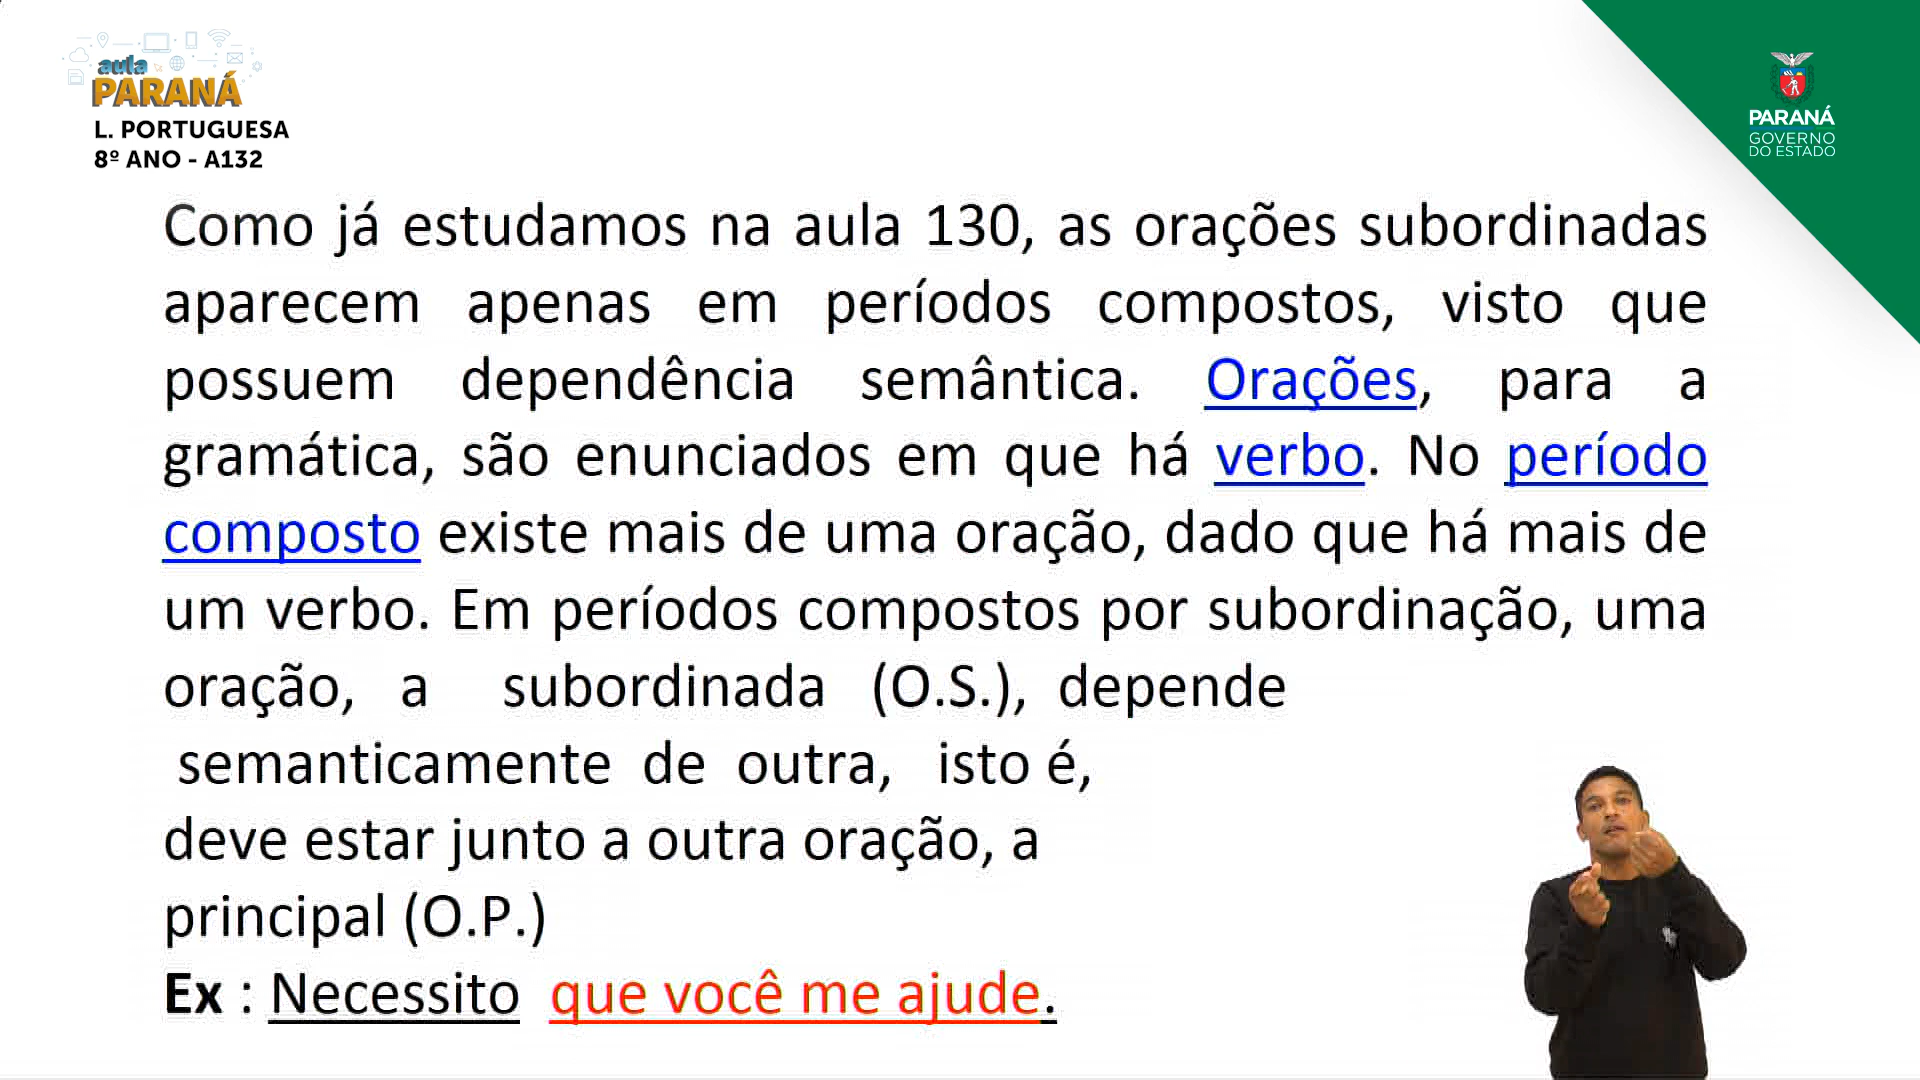 aula
PARANÁ
L. PORTUGUESA
8º ANO - A132
PARANÁ
GOVERNO
DO ESTADO
Como já estudamos na aula 130, as orações subordinadas
aparecem apenas em períodos compostos, visto que
possuem dependência semântica. Orações, para a
gramática, são enunciados em que há verbo. No período
composto existe mais de uma oração, dado que há mais de
um verbo. Em períodos compostos por subordinação, uma
oração, a subordinada (O.S.), depende
semanticamente de outra, isto é,
deve estar junto a outra oração, a
principal (O.P.)
Ex : Necessito que você me ajude.